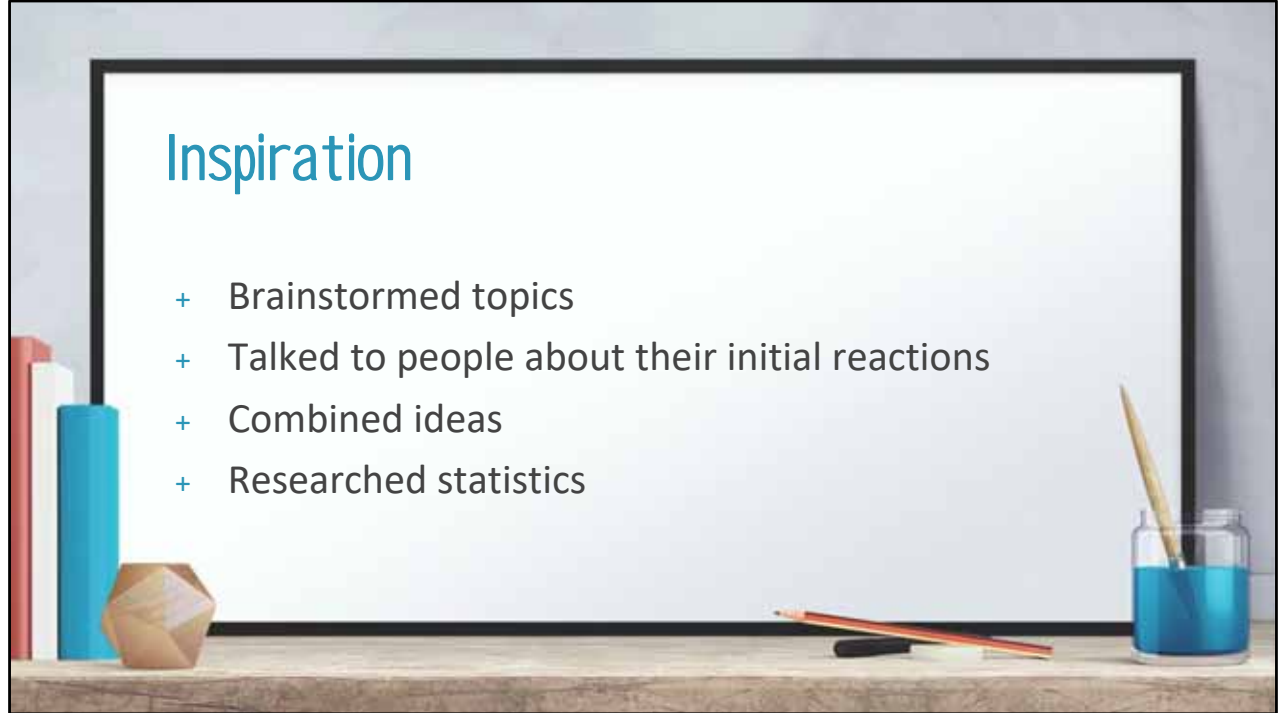 Inspiration
+ Brainstormed topics
+ Talked to people about their initial reactions
+ Combined ideas
+ Researched statistics